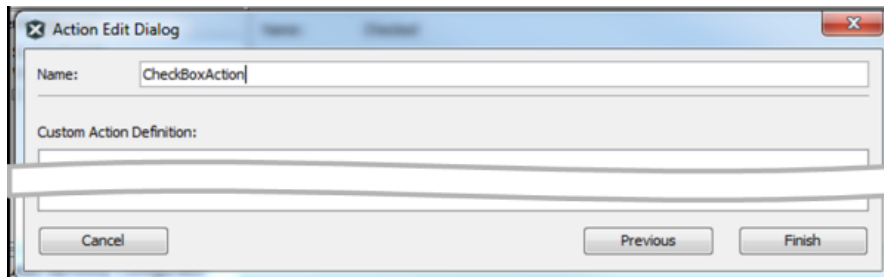 Action Edit Dialog
Name: CheckBoxAction
Custom Action Definition:
Cancel Previous Finish